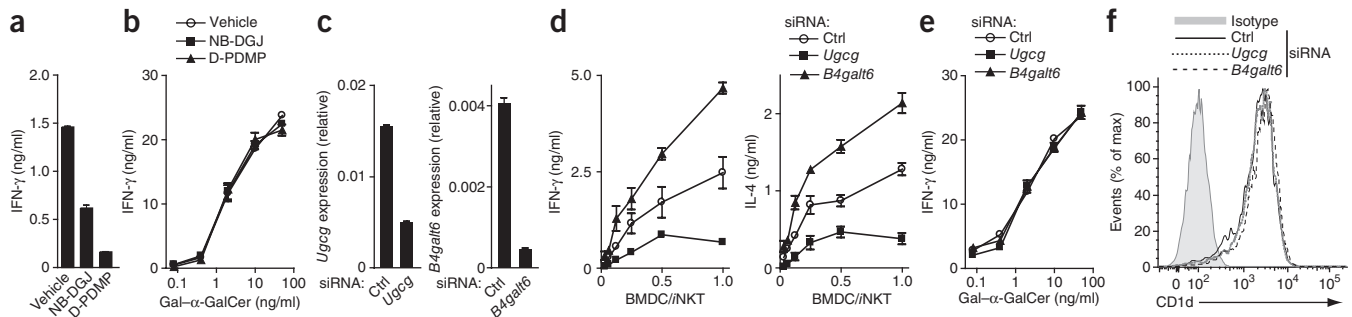 a
IFN-γ (ng/ml)
2.0
1.5
1.0
0.5
0
Vehicle
NB-DGJ
D-PDMP
b
Vehicle
NB-DGJ
D-PDMP
IFN-γ (ng/ml)
30
20
10
0
0.1 1 10 100
Gal–α-GalCer (ng/ml)
c
Ugcg expression (relative)
0.02
0.01
0
siRNA:
Ctrl
Ugcg
B4galt6 expression (relative)
0.004
0.002
0
siRNA:
Ctrl
B4galt6
d
siRNA:
Ctrl
Ugcg
B4galt6
IFN-γ (ng/ml)
5.0
2.5
0
0 0.5 1.0
BMDC//NKT
IL-4 (ng/ml)
2
1
0
0 0.5 1.0
BMDC//NKT
e
siRNA:
Ctrl
Ugcg
B4galt6
IFN-γ (ng/ml)
30
20
10
0
0.1 1 10 100
Gal–α-GalCer (ng/ml)
f
Isotype
Ctrl
Ugcg
B4galt6
siRNA
Events (% of max)
100
80
60
40
20
0
0 10² 10³ 10⁴ 10⁵
CD1d